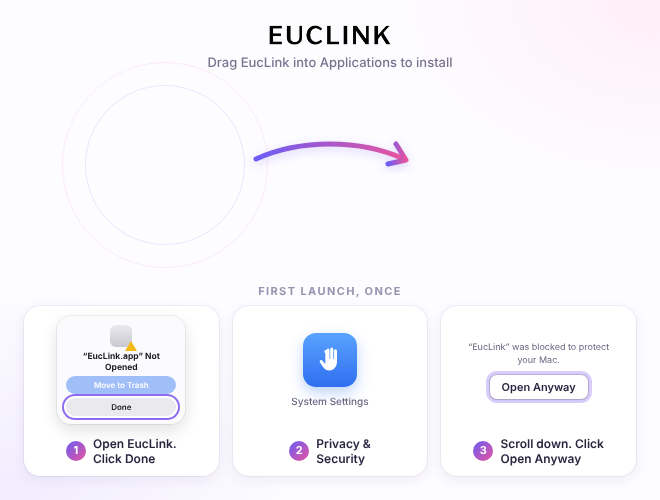 EUCLINK
Drag EucLink into Applications to install
FIRST LAUNCH, ONCE
“EucLink.app” Not
Opened
Move to Trash
Done
1 Open EucLink.
Click Done
System Settings
2 Privacy &
Security
“EucLink” was blocked to protect
your Mac.
Open Anyway
3 Scroll down. Click
Open Anyway